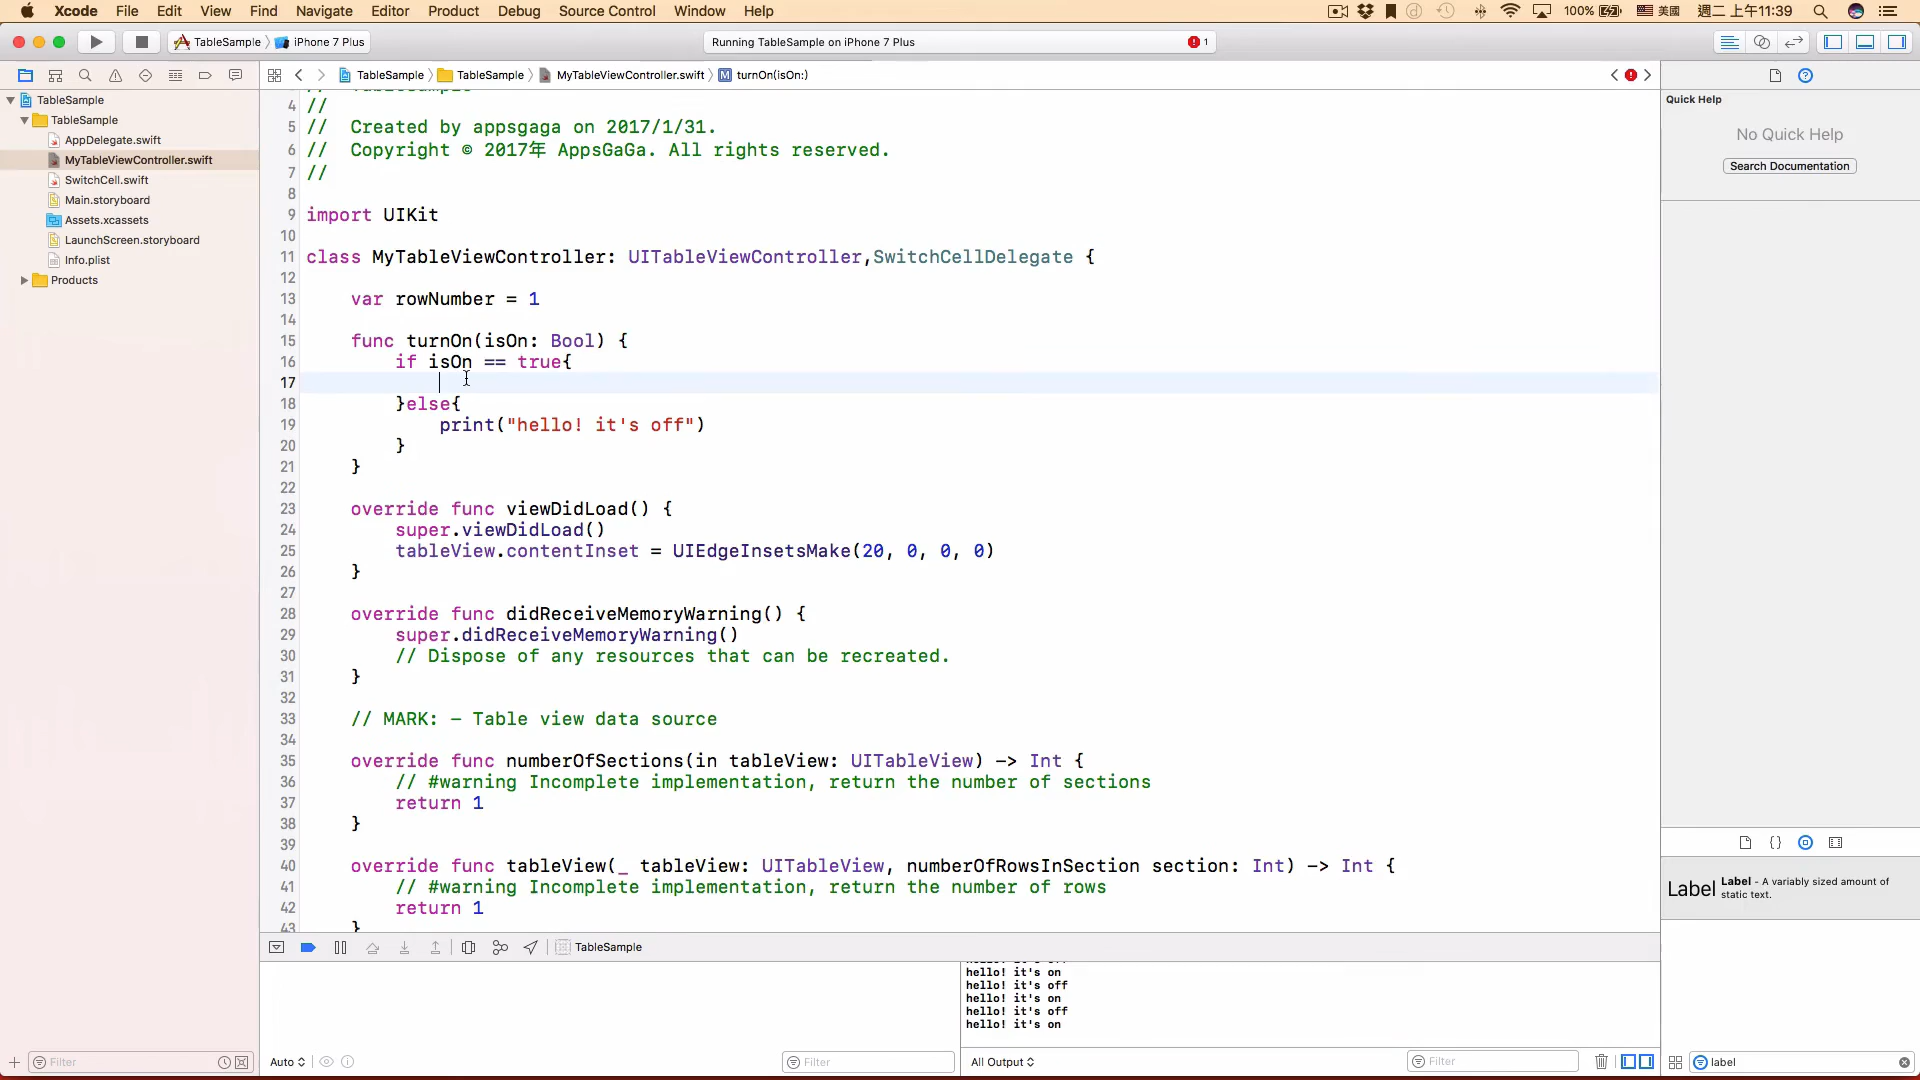 Xcode File Edit View Find Navigate Editor Product Debug Source Control Window Help 100% 美國 週二 上午11:39
TableSample iPhone 7 Plus Running TableSample on iPhone 7 Plus 1
TableSample TableSample MyTableViewController.swift M turnOn(isOn:)
TableSample
TableSample
AppDelegate.swift
MyTableViewController.swift
SwitchCell.swift
Main.storyboard
Assets.xcassets
LaunchScreen.storyboard
Info.plist
Products
4 //
5 // Created by appsgaga on 2017/1/31.
6 // Copyright © 2017年 AppsGaGa. All rights reserved.
7 //
8
9 import UIKit
10
11 class MyTableViewController: UITableViewController,SwitchCellDelegate {
12
13 var rowNumber = 1
14
15 func turnOn(isOn: Bool) {
16 if isOn == true{
17
18 }else{
19 print("hello! it's off")
20 }
21 }
22
23 override func viewDidLoad() {
24 super.viewDidLoad()
25 tableView.contentInset = UIEdgeInsetsMake(20, 0, 0, 0)
26 }
27
28 override func didReceiveMemoryWarning() {
29 super.didReceiveMemoryWarning()
30 // Dispose of any resources that can be recreated.
31 }
32
33 // MARK: - Table view data source
34
35 override func numberOfSections(in tableView: UITableView) -> Int {
36 // #warning Incomplete implementation, return the number of sections
37 return 1
38 }
39
40 override func tableView(_ tableView: UITableView, numberOfRowsInSection section: Int) -> Int {
41 // #warning Incomplete implementation, return the number of rows
42 return 1
43 }
TableSample
hello! it's on
hello! it's off
hello! it's on
hello! it's off
hello! it's on
Filter
Auto
Filter
All Output
Filter
Quick Help
No Quick Help
Search Documentation
Label
Label - A variably sized amount of
static text.
label